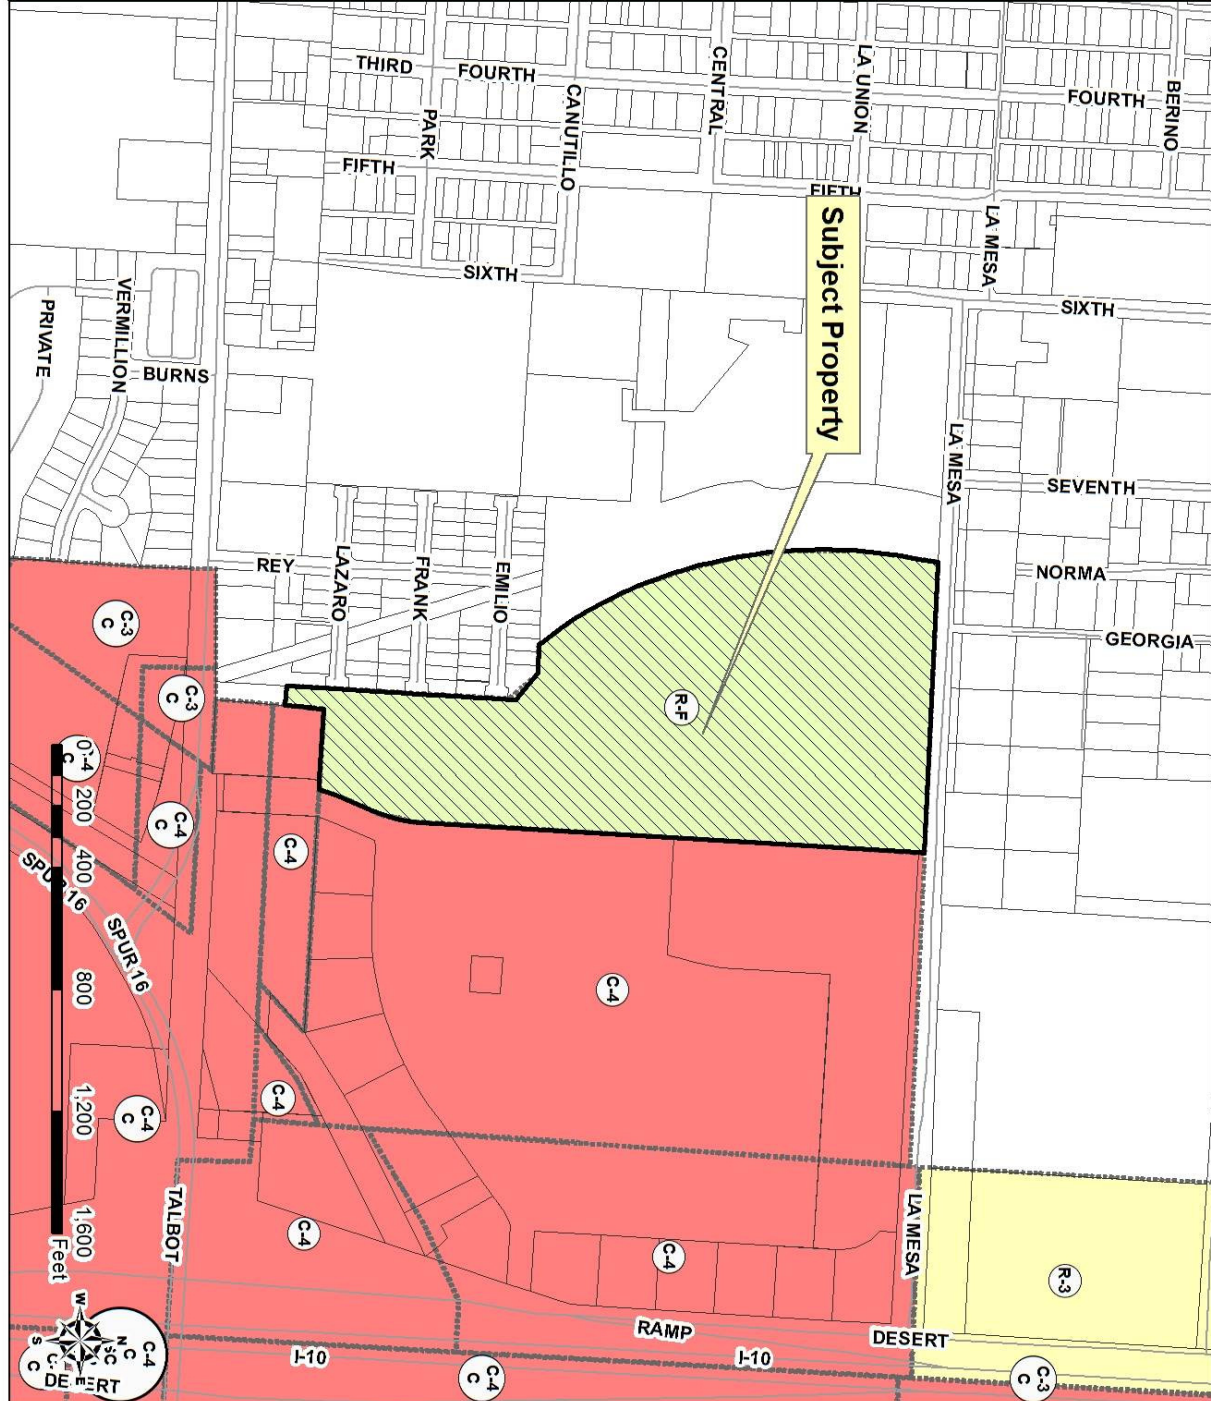 THIRD
FOURTH
PARK
CANUTILLO
CENTRAL
LA UNION
FOURTH
BERINO
FIFTH
FIFTH
LA MESA
SIXTH
SIXTH
Subject Property
VERMILLION
PRIVATE
BURNS
LA MESA
SEVENTH
REY
LAZARO
FRANK
EMILIO
NORMA
GEORGIA
C-3
C
C-3
C
R-F
C-4
C
C-4
C
C-4
SPUR 16
SPUR 16
C-4
C-4
C-4
C
TALBOT
C-4
C-4
LA MESA
R-3
RAMP
DESERT
I-10
I-10
C-4
C
C-3
C
0
200
400
800
1,200
1,600
Feet
W
N
S
E
C-4
C
C
DESERT